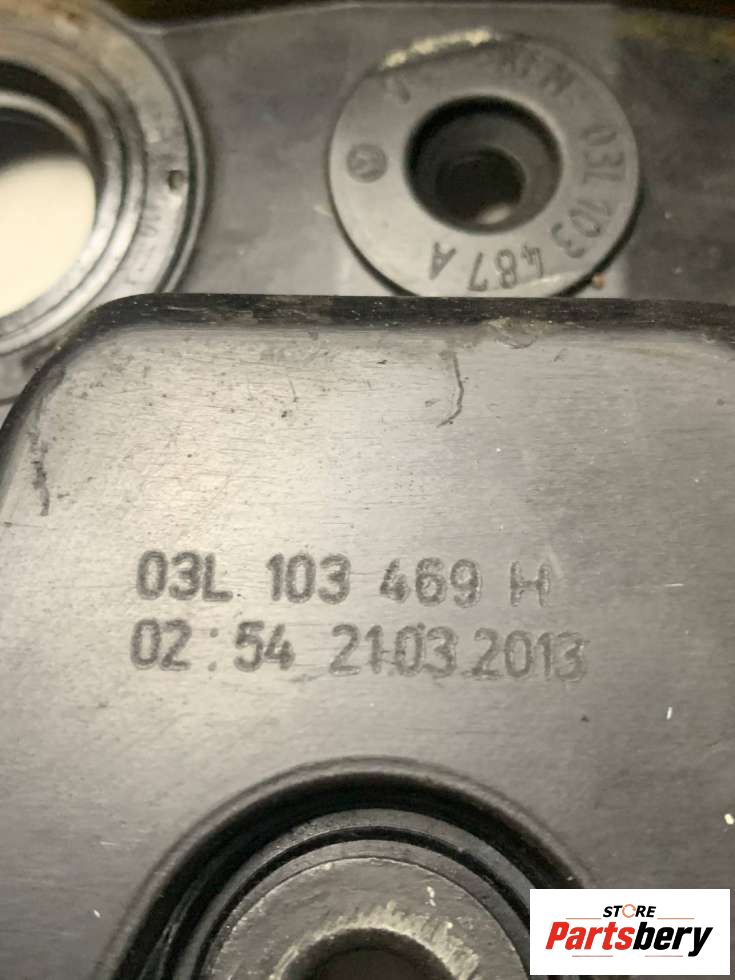 03L 103 487 A
03L 103 469 H
02:54 21.03.2013
STORE
Partsbery